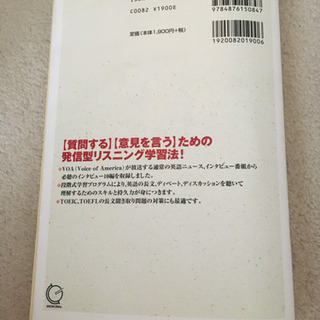 C0082 ¥1900E
定価(本体1,900円+税)
9784876150847
1920082019006
【質問する】【意見を言う】ための
発信型リスニング学習法!
●VOA(Voice of America)が放送する通常の英語ニュース、インタビュー番組から
必聴のインタビュー10編を収録しました。
●段階式学習プログラムにより、英語の長文、ディベート、ディスカッションを聴いて
理解するためのスキルと持久力が身につきます。
●TOEIC、TOEFLの長文聞き取り問題の対策にも最適です。